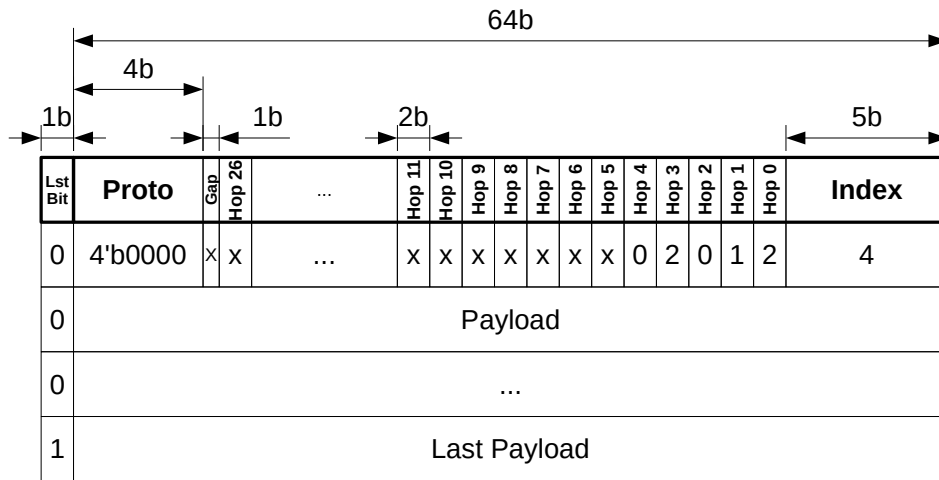 64b
4b
1b 1b 2b 5b
Lst Bit Proto Gap Hop 26 ... Hop 11 Hop 10 Hop 9 Hop 8 Hop 7 Hop 6 Hop 5 Hop 4 Hop 3 Hop 2 Hop 1 Hop 0 Index
0 4'b0000 x x ... x x x x x x x 0 2 0 1 2 4
0 Payload
0 ...
1 Last Payload